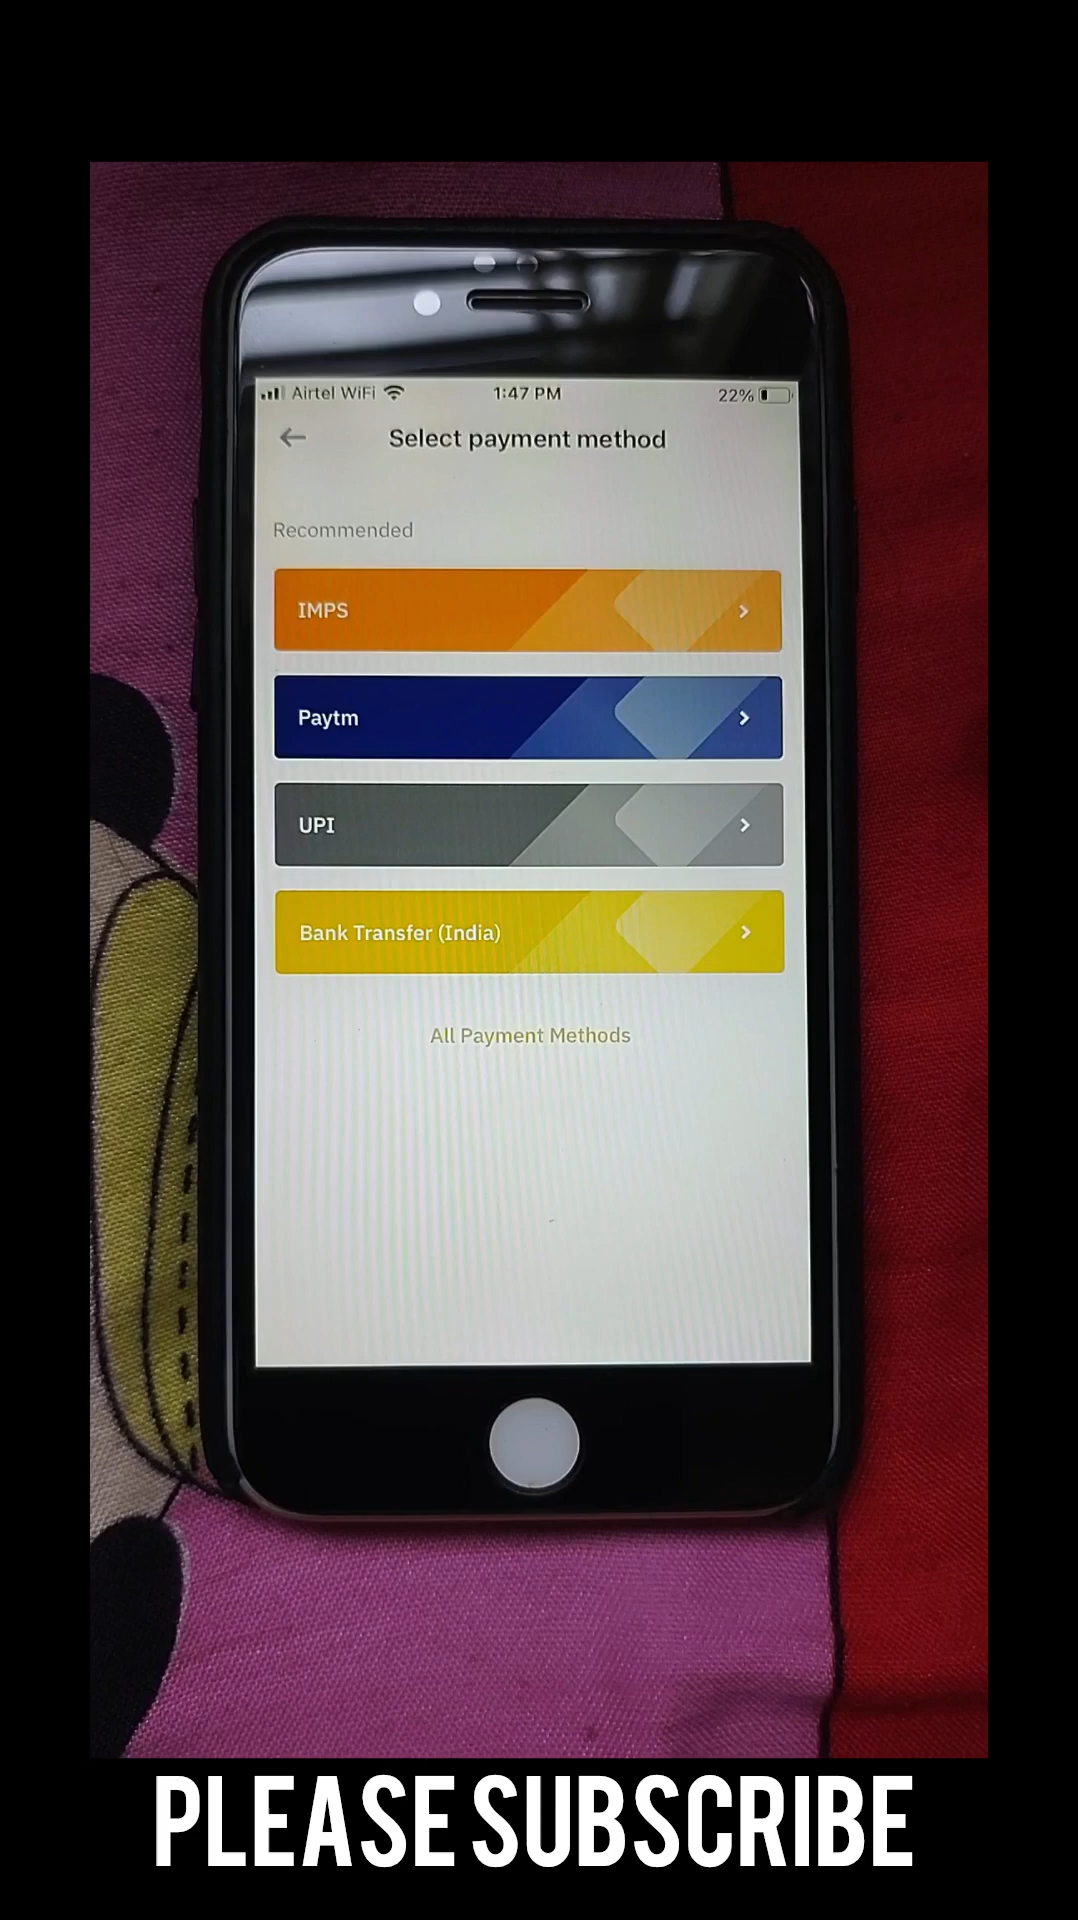 Airtel WiFi 1:47 PM 22%
Select payment method
Recommended
IMPS
Paytm
UPI
Bank Transfer (India)
All Payment Methods
PLEASE SUBSCRIBE